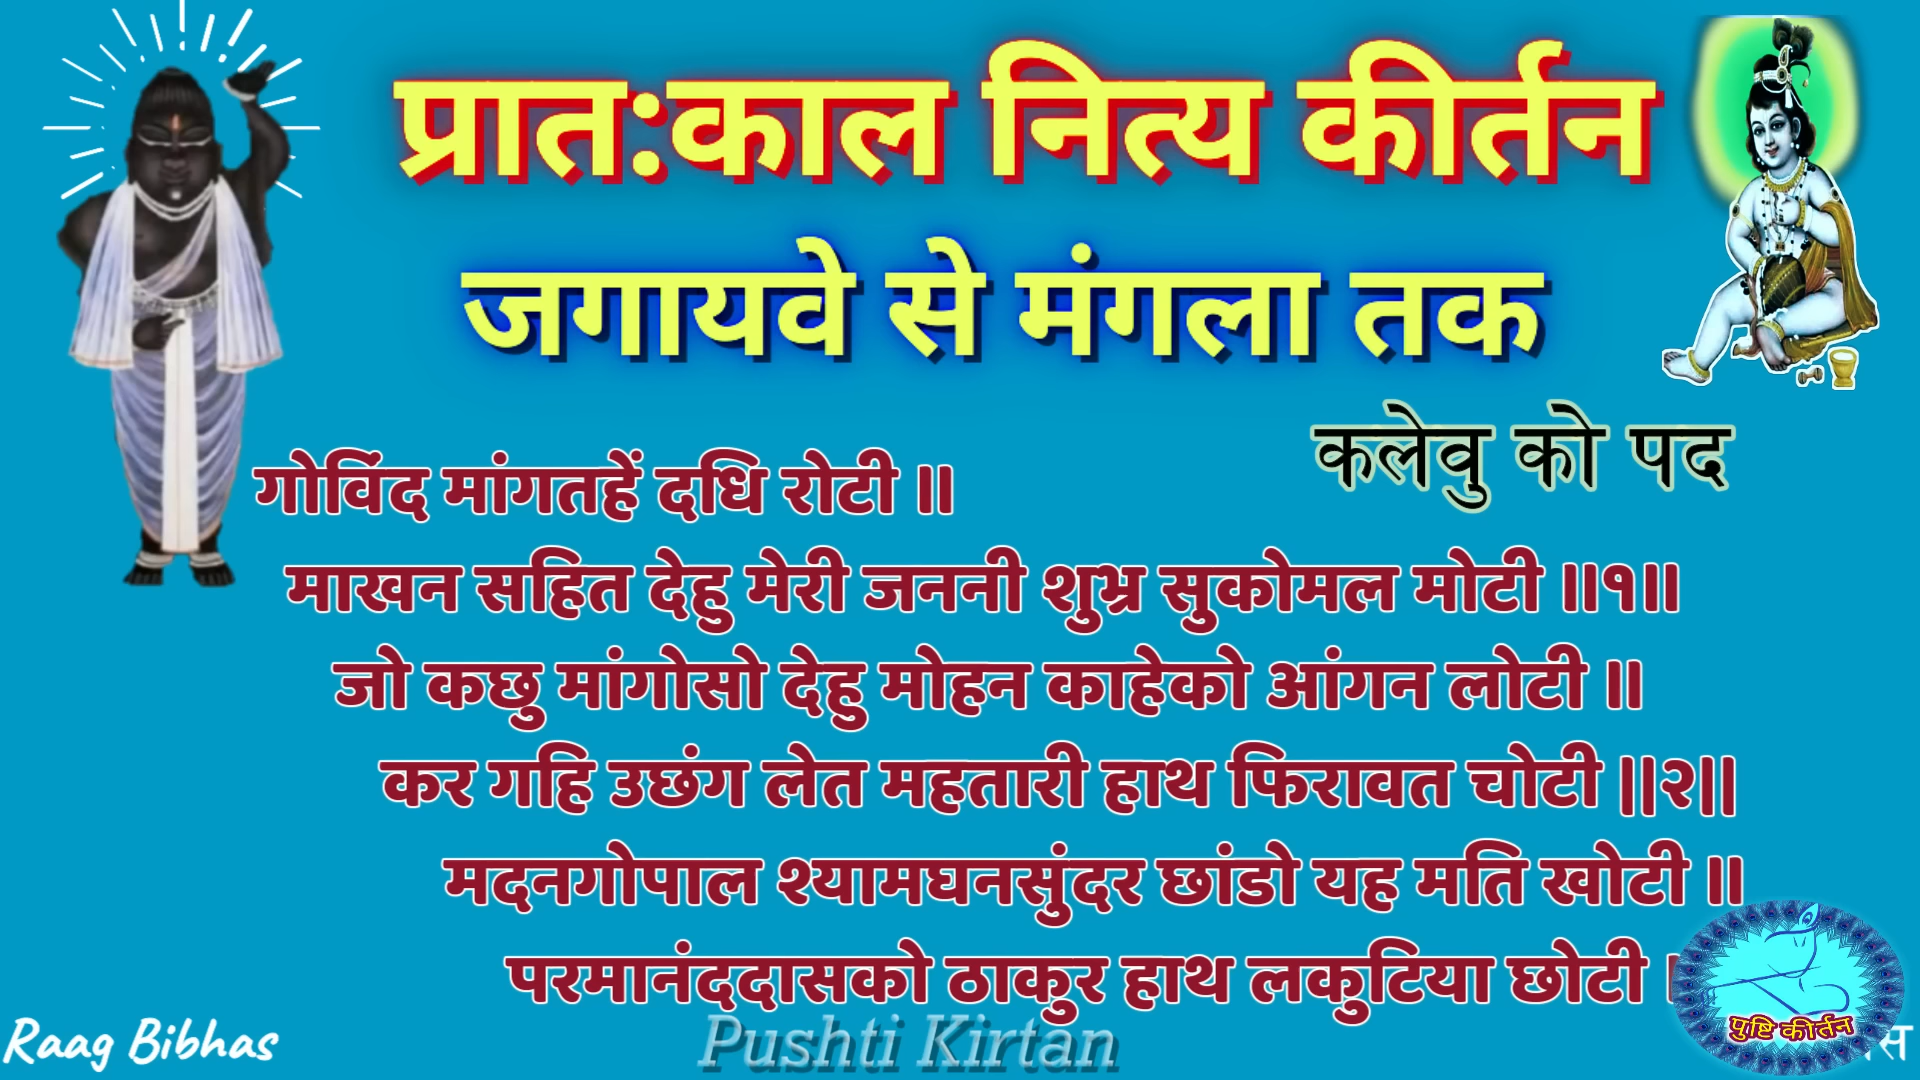 प्रात:काल नित्य कीर्तन
जगायवे से मंगला तक
कलेवु को पद
गोविंद मांगतहें दधि रोटी ॥
माखन सहित देहु मेरी जननी शुभ्र सुकोमल मोटी ॥१॥
जो कछु मांगोसो देहु मोहन काहेको आंगन लोटी ॥
कर गहि उछंग लेत महतारी हाथ फिरावत चोटी ||२||
मदनगोपाल श्यामघनसुंदर छांडो यह मति खोटी ॥
परमानंददासको ठाकुर हाथ लकुटिया छोटी
Raag Bibhas
Pushti Kirtan
पुष्टि कीर्तन